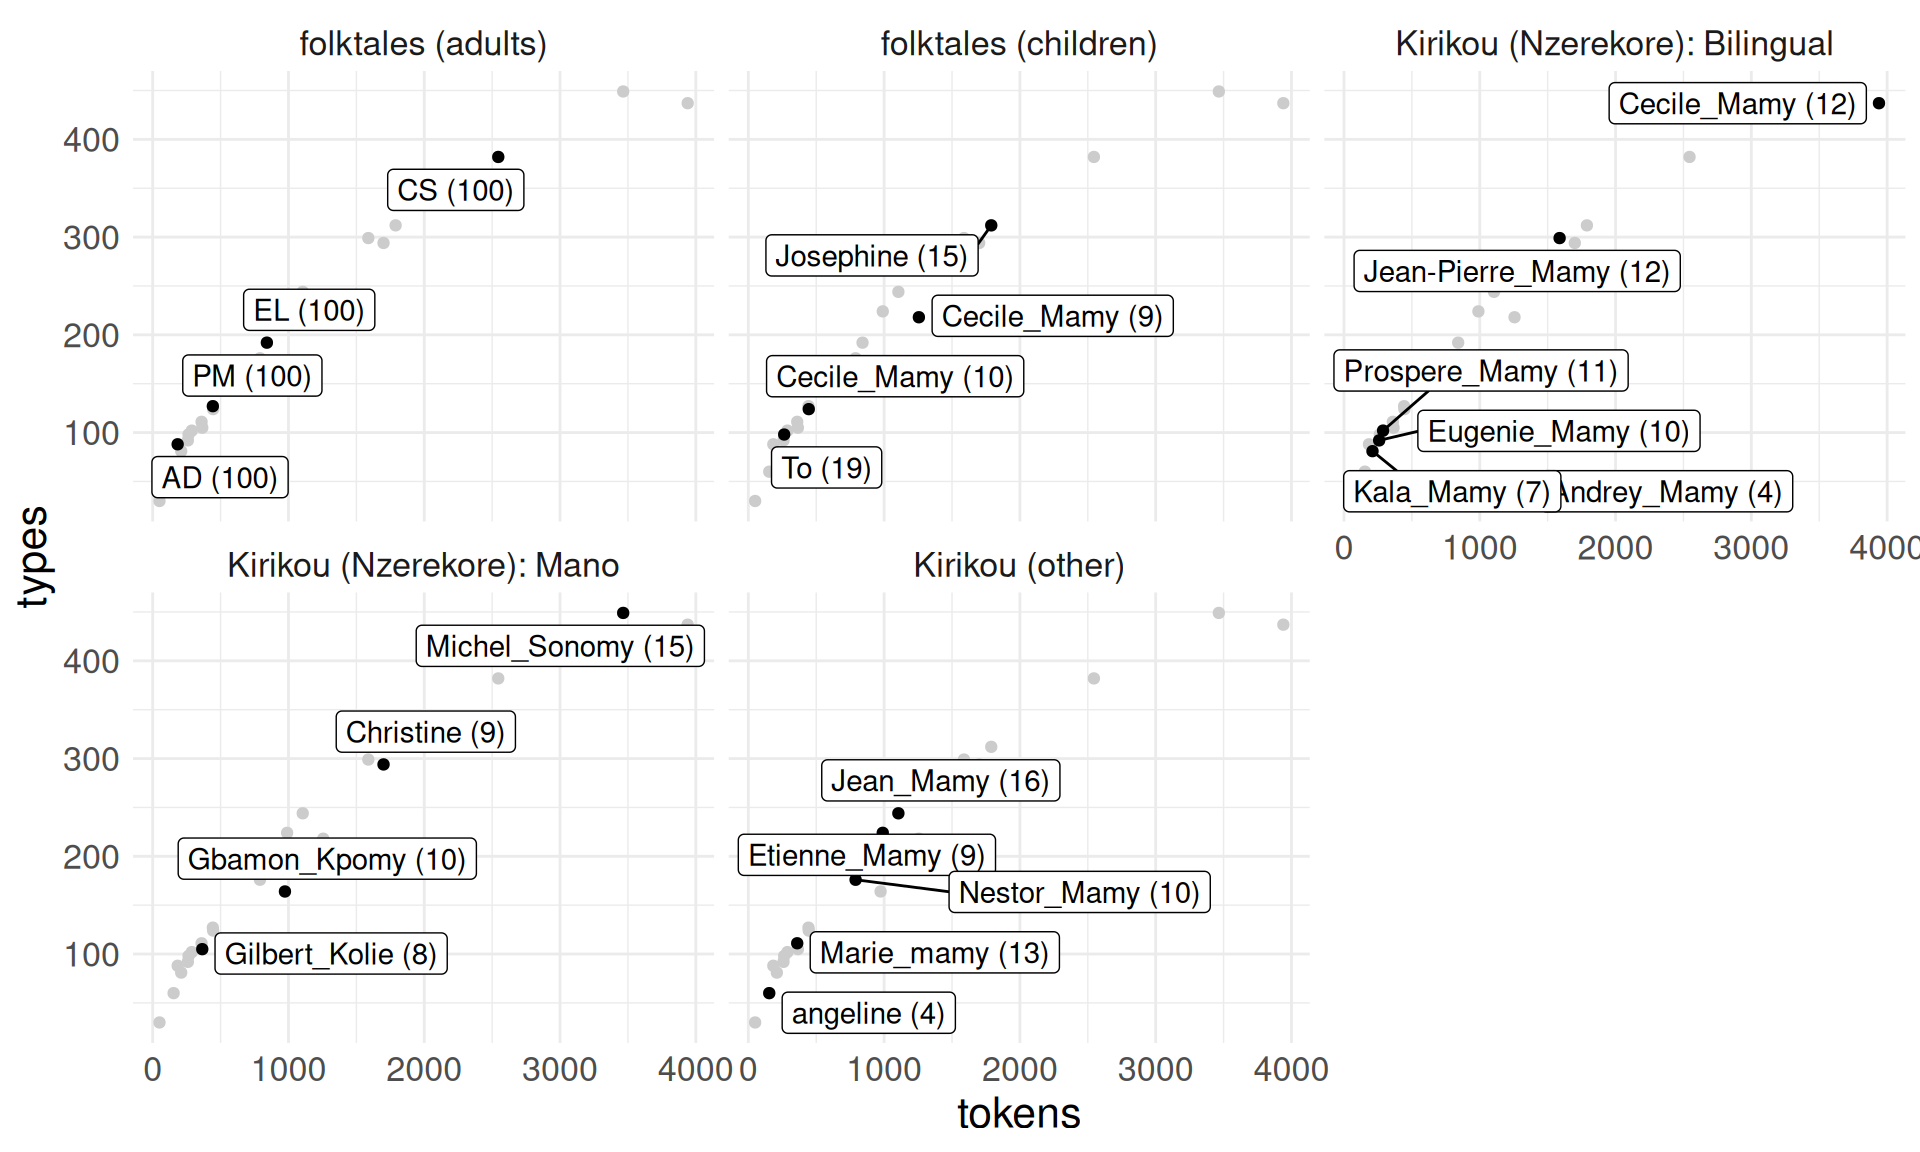 folktales (adults)
folktales (children)
Kirikou (Nzerekore): Bilingual
types
400
300
200
100
CS (100)
EL (100)
PM (100)
AD (100)
Josephine (15)
Cecile_Mamy (9)
Cecile_Mamy (10)
To (19)
Cecile_Mamy (12)
Jean-Pierre_Mamy (12)
Prospere_Mamy (11)
Eugenie_Mamy (10)
Kala_Mamy (7)
Andrey_Mamy (4)
0 1000 2000 3000 4000
Kirikou (Nzerekore): Mano
Kirikou (other)
400
300
200
100
Michel_Sonomy (15)
Christine (9)
Gbamon_Kpomy (10)
Gilbert_Kolie (8)
Jean_Mamy (16)
Etienne_Mamy (9)
Nestor_Mamy (10)
Marie_mamy (13)
angeline (4)
0 1000 2000 3000 4000
0 1000 2000 3000 4000
tokens